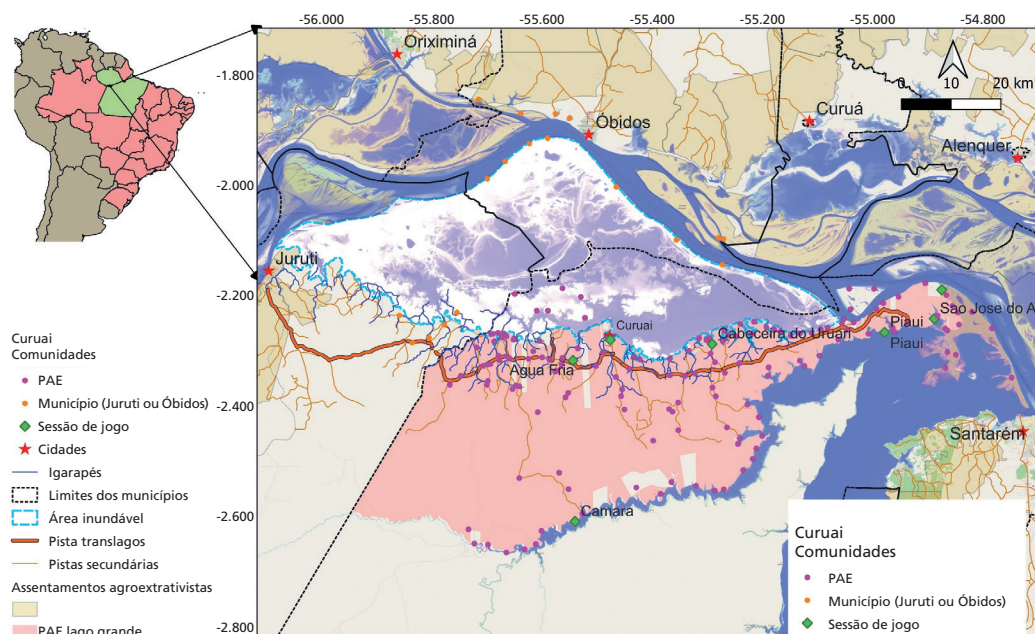 -56.000
-55.800
-55.600
-55.400
-55.200
-55.000
-54.800
Oriximiná
-1.800
0 10 20 km
Óbidos
Curuá
Alenquer
-2.000
Juruti
-2.200
Curuai
Cabeceira do Uruari
Piaui
Sao Jose do A
Piaui
Agua Fria
-2.400
Santarém
Camara
-2.600
-2.800
Curuai
Comunidades
PAE
Município (Juruti ou Óbidos)
Sessão de jogo
Cidades
Igarapés
Limites dos municípios
Área inundável
Pista translagos
Pistas secundárias
Assentamentos agroextrativistas
PAE lago grande
Curuai
Comunidades
PAE
Município (Juruti ou Óbidos)
Sessão de jogo